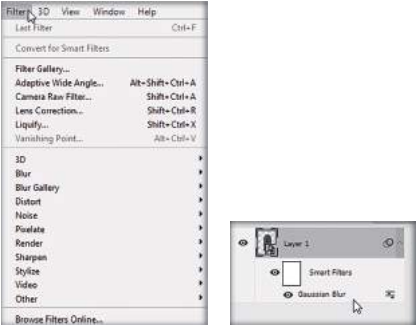 Filter 3D View Window Help
Last Filter Ctrl+F
Convert for Smart Filters
Filter Gallery...
Adaptive Wide Angle... Alt+Shift+Ctrl+A
Camera Raw Filter... Shift+Ctrl+A
Lens Correction... Shift+Ctrl+R
Liquify... Shift+Ctrl+X
Vanishing Point... Alt+Ctrl+V
3D
Blur
Blur Gallery
Distort
Noise
Pixelate
Render
Sharpen
Stylize
Video
Other
Browse Filters Online...
Layer 1
Smart Filters
Gaussian Blur